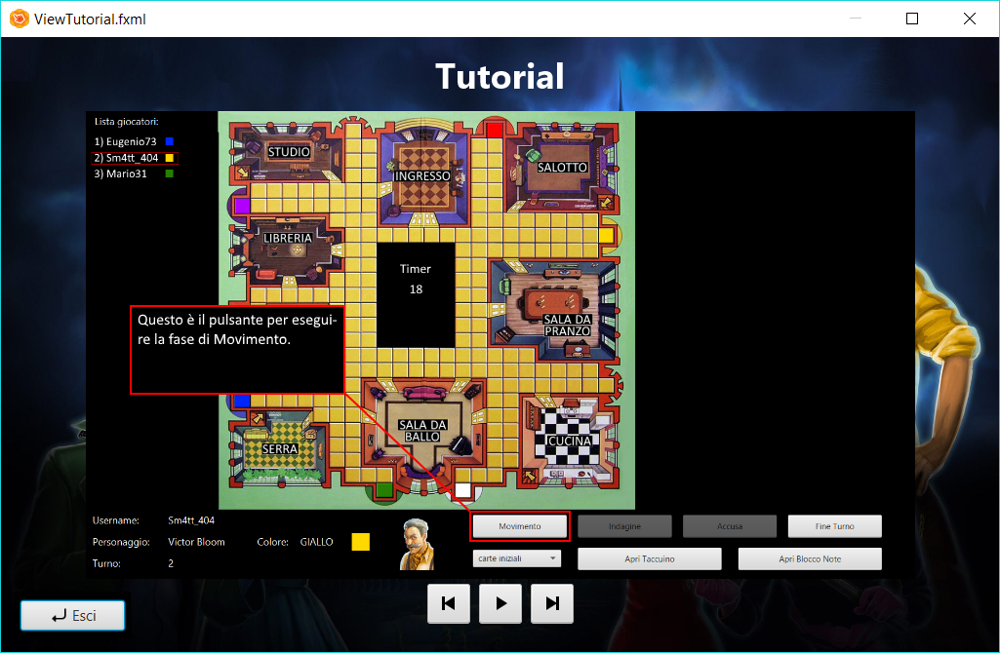 ViewTutorial.fxml
Tutorial
Lista giocatori:
1) Eugenio73
2) Sm4tt_404
3) Mario31
STUDIO
INGRESSO
SALOTTO
LIBRERIA
Timer
18
SALA DA
PRANZO
Questo è il pulsante per esegui-
re la fase di Movimento.
SALA DA
BALLO
CUCINA
SERRA
Username: Sm4tt_404
Personaggio: Victor Bloom Colore: GIALLO
Turno: 2
Movimento Indagine Accusa Fine Turno
carte iniziali Apri Taccuino Apri Blocco Note
Esci